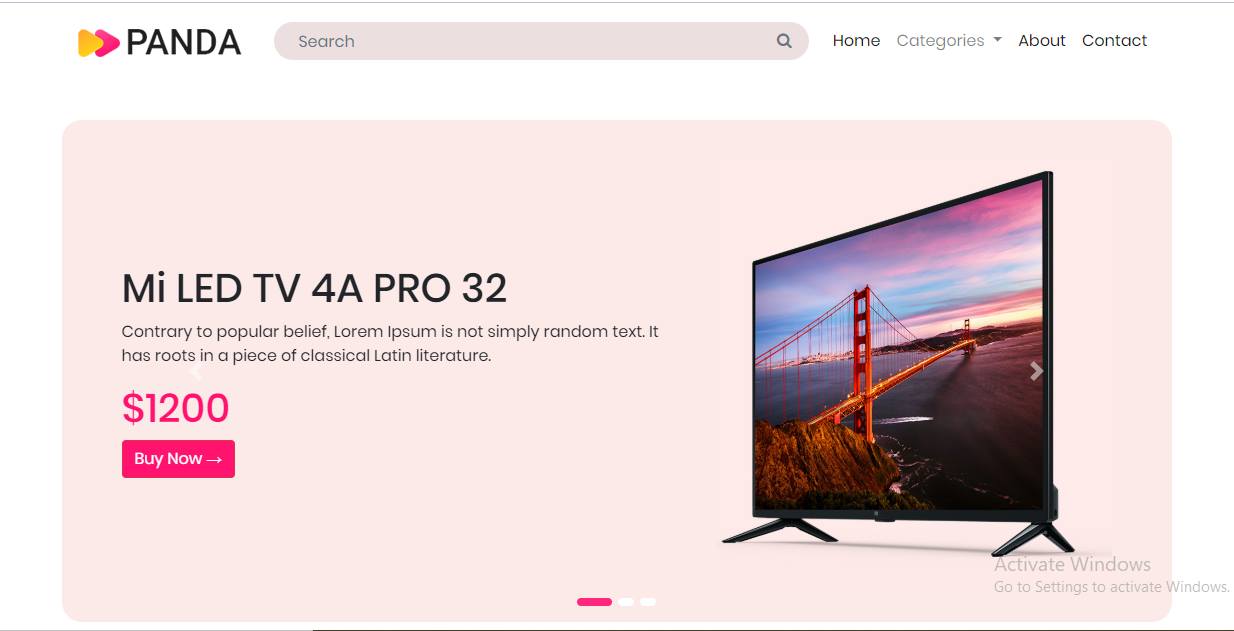 PANDA
Search
Home
Categories
About
Contact
Mi LED TV 4A PRO 32
Contrary to popular belief, Lorem Ipsum is not simply random text. It
has roots in a piece of classical Latin literature.
$1200
Buy Now →
Activate Windows
Go to Settings to activate Windows.